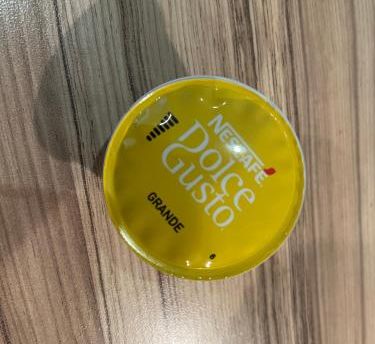 NESCAFÉ
Dolce
Gusto
GRANDE